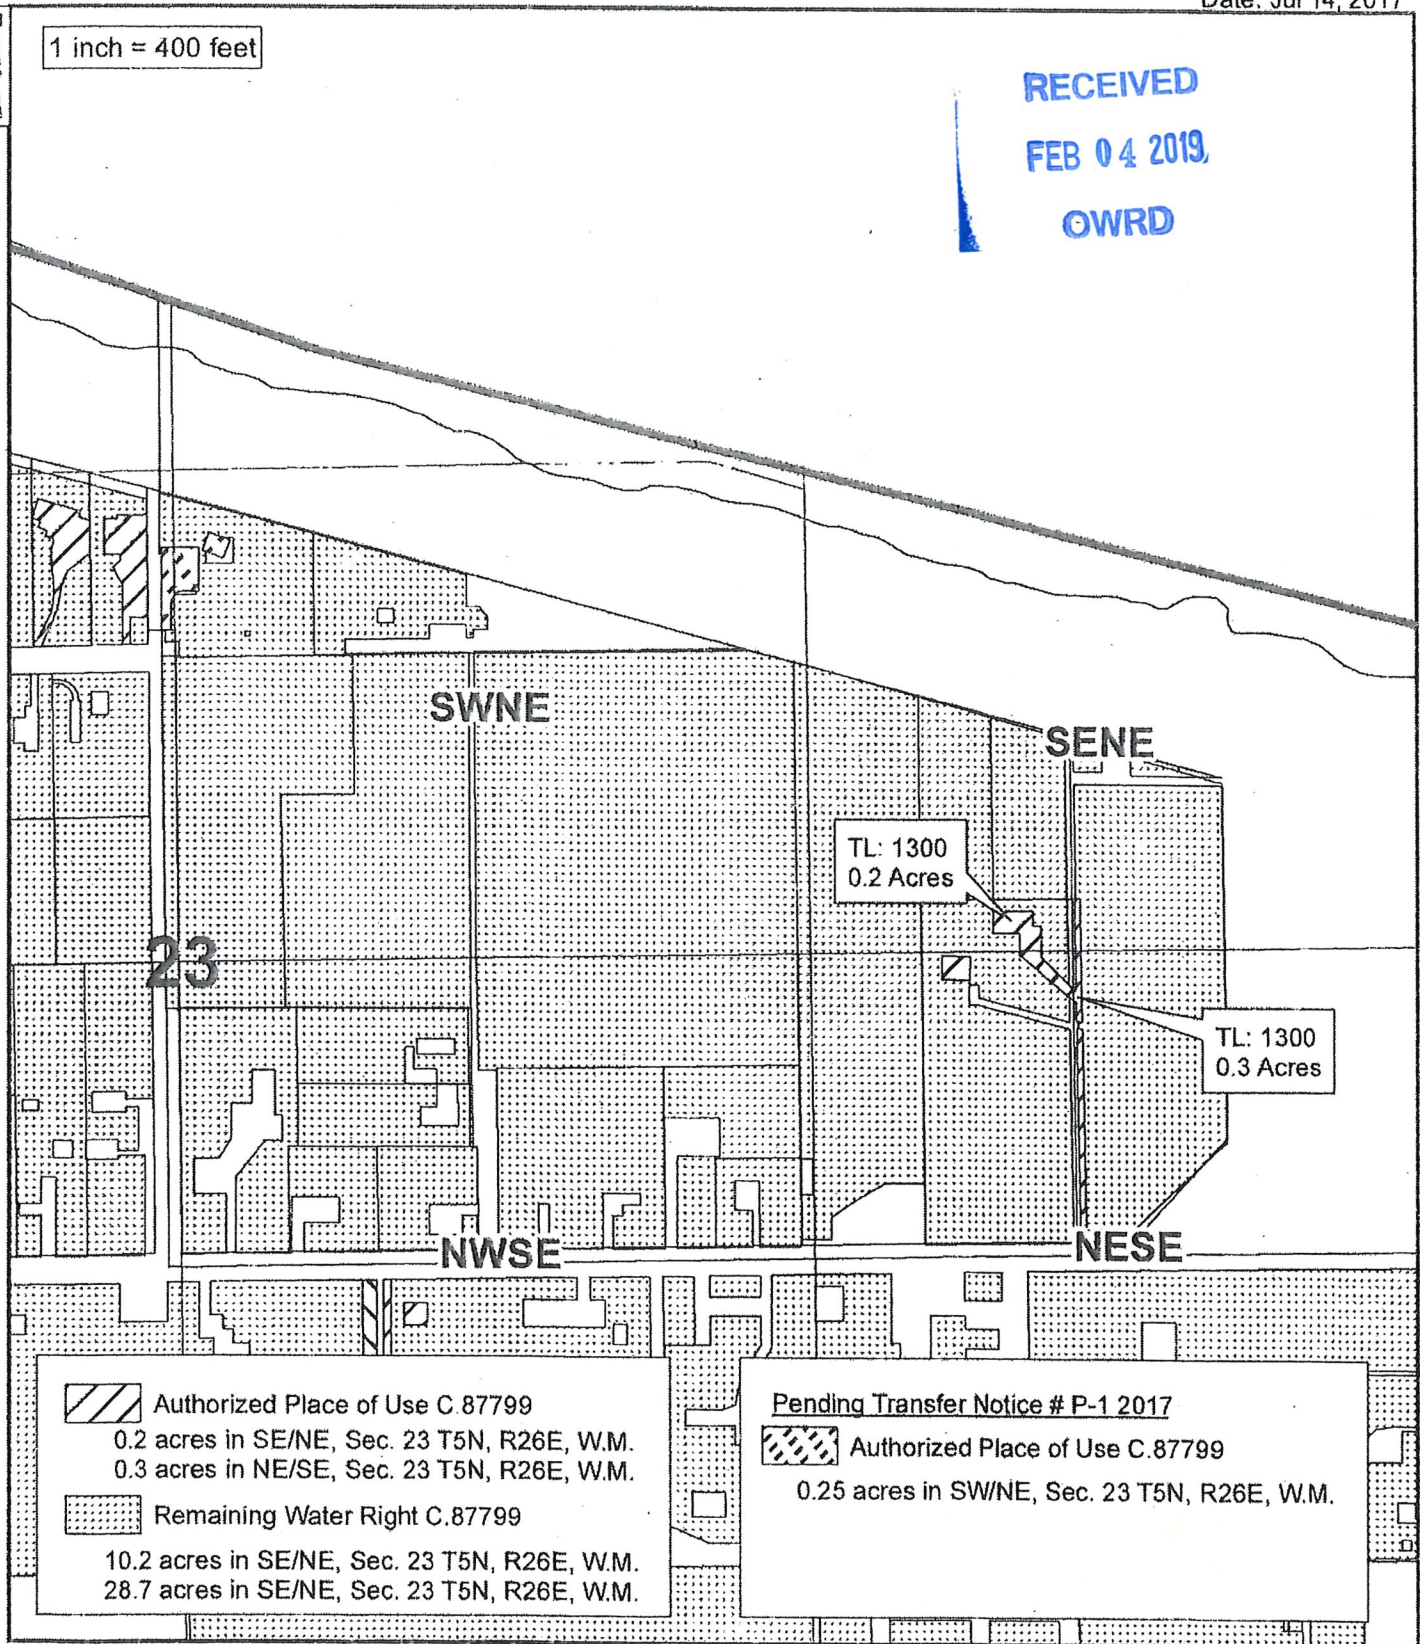 Date: Jul 14, 2017
1 inch = 400 feet
RECEIVED
FEB 04 2019
OWRD
SWNE
SENE
TL: 1300
0.2 Acres
23
TL: 1300
0.3 Acres
NWSE
NESE
Authorized Place of Use C.87799
0.2 acres in SE/NE, Sec. 23 T5N, R26E, W.M.
0.3 acres in NE/SE, Sec. 23 T5N, R26E, W.M.
Remaining Water Right C.87799
10.2 acres in SE/NE, Sec. 23 T5N, R26E, W.M.
28.7 acres in SE/NE, Sec. 23 T5N, R26E, W.M.
Pending Transfer Notice # P-1 2017
Authorized Place of Use C.87799
0.25 acres in SW/NE, Sec. 23 T5N, R26E, W.M.